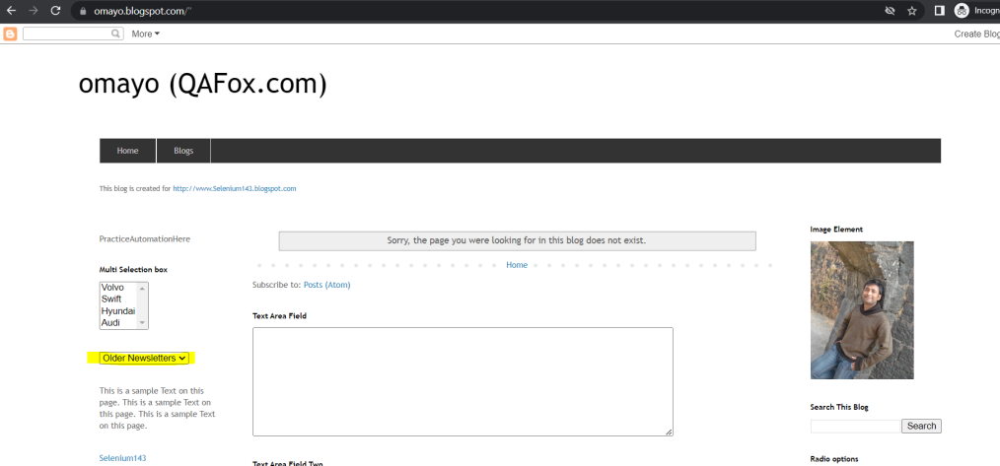 omayo.blogspot.com/"
Incogn
More
Create Blog
omayo (QAFox.com)
Home
Blogs
This blog is created for http://www.Selenium143.blogspot.com
PracticeAutomationHere
Multi Selection box
Volvo
Swift
Hyundai
Audi
Older Newsletters
This is a sample Text on this
page. This is a sample Text on
this page. This is a sample Text
on this page.
Selenium143
Sorry, the page you were looking for in this blog does not exist.
Home
Subscribe to: Posts (Atom)
Text Area Field
Text Area Field Two
Image Element
Search This Blog
Search
Radio options